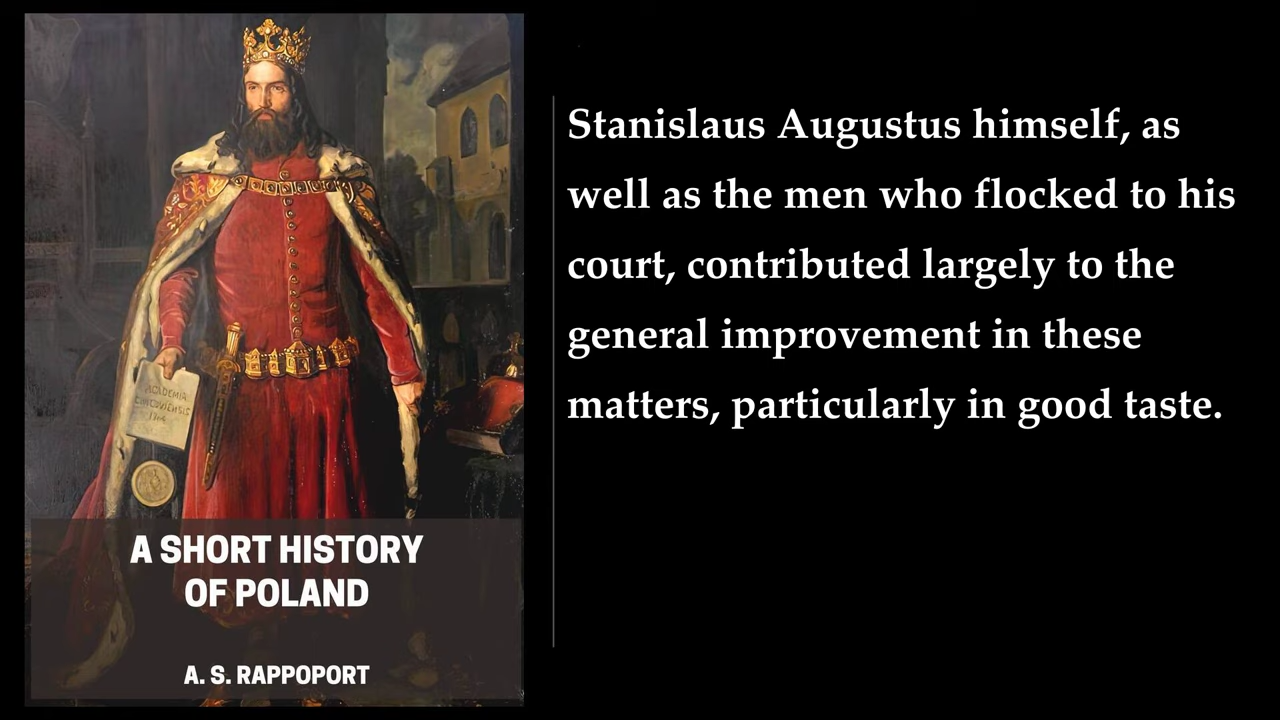 ACADEMIA
A SHORT HISTORY
OF POLAND
A. S. RAPPOPORT
Stanislaus Augustus himself, as
well as the men who flocked to his
court, contributed largely to the
general improvement in these
matters, particularly in good taste.